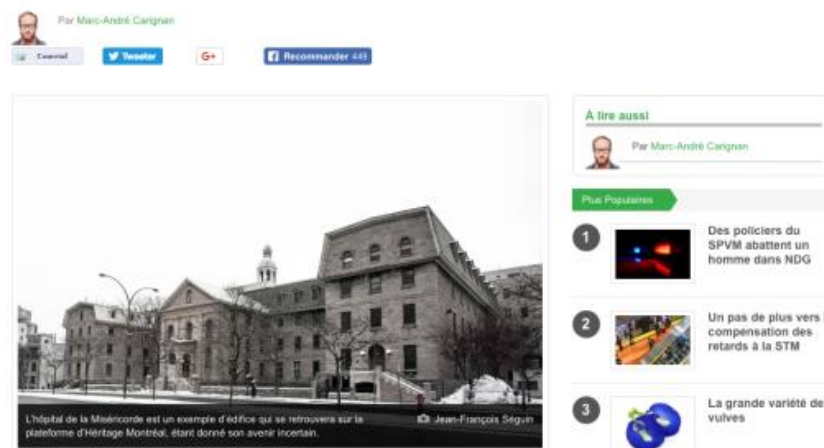 Par Marc-André Carignan
Courriel
Tweeter
G+
Recommander 449
L'hôpital de la Miséricorde est un exemple d'édifice qui se retrouvera sur la
plateforme d'Héritage Montréal, étant donné son avenir incertain.
Jean-François Séguin
À lire aussi
Par Marc-André Carignan
Plus Populaires
1
Des policiers du
SPVM abattent un
homme dans NDG
2
Un pas de plus vers
compensation des
retards à la STM
3
La grande variété de
vulves